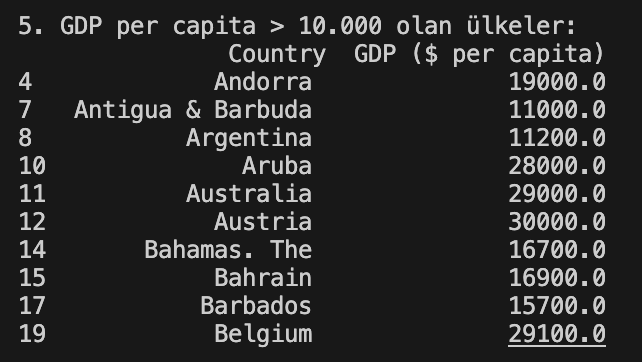 5. GDP per capita > 10.000 olan ülkeler:
Country GDP ($ per capita)
4 Andorra 19000.0
7 Antigua & Barbuda 11000.0
8 Argentina 11200.0
10 Aruba 28000.0
11 Australia 29000.0
12 Austria 30000.0
14 Bahamas. The 16700.0
15 Bahrain 16900.0
17 Barbados 15700.0
19 Belgium 29100.0